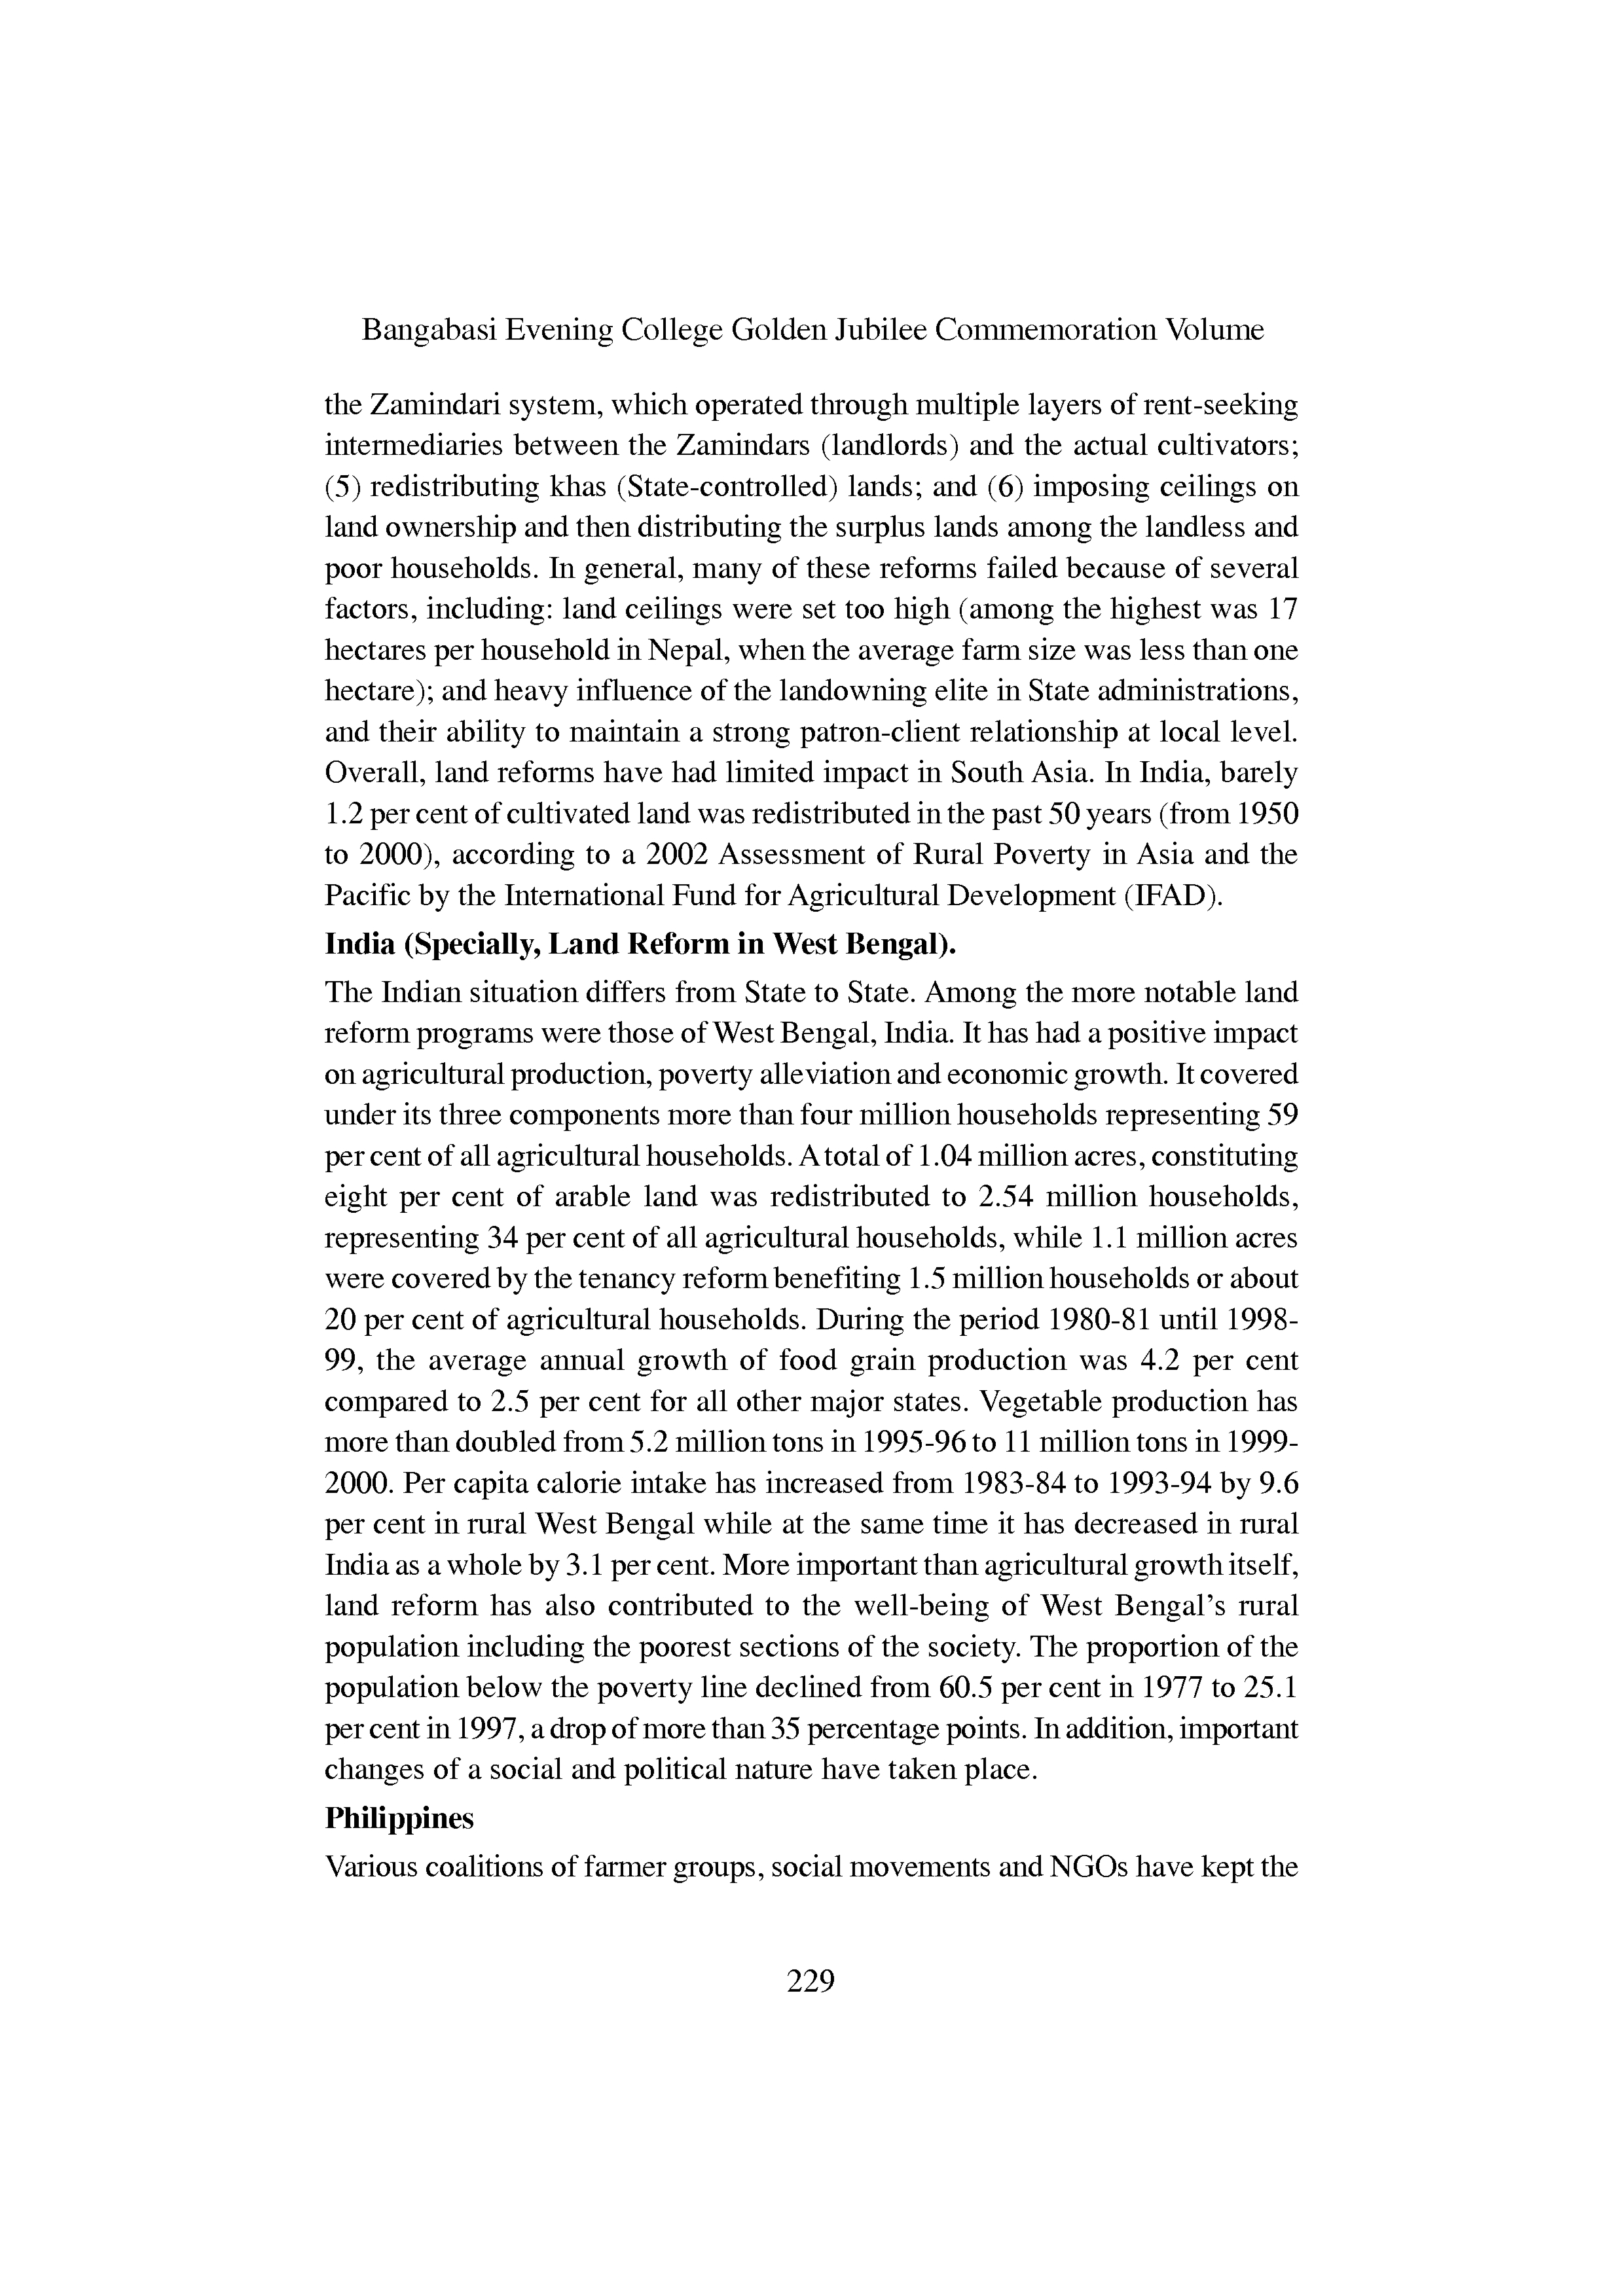 Bangabasi Evening College Golden Jubilee Commemoration Volume
the Zamindari system, which operated through multiple layers of rent-seeking
intermediaries between the Zamindars (landlords) and the actual cultivators;
(5) redistributing khas (State-controlled) lands; and (6) imposing ceilings on
land ownership and then distributing the surplus lands among the landless and
poor households. In general, many of these reforms failed because of several
factors, including: land ceilings were set too high (among the highest was 17
hectares per household in Nepal, when the average farm size was less than one
hectare); and heavy influence of the landowning elite in State administrations,
and their ability to maintain a strong patron-client relationship at local level.
Overall, land reforms have had limited impact in South Asia. In India, barely
1.2 per cent of cultivated land was redistributed in the past 50 years (from 1950
to 2000), according to a 2002 Assessment of Rural Poverty in Asia and the
Pacific by the International Fund for Agricultural Development (IFAD).
India (Specially, Land Reform in West Bengal).
The Indian situation differs from State to State. Among the more notable land
reform programs were those of West Bengal, India. It has had a positive impact
on agricultural production, poverty alleviation and economic growth. It covered
under its three components more than four million households representing 59
per cent of all agricultural households. A total of 1.04 million acres, constituting
eight per cent of arable land was redistributed to 2.54 million households,
representing 34 per cent of all agricultural households, while 1.1 million acres
were covered by the tenancy reform benefiting 1.5 million households or about
20 per cent of agricultural households. During the period 1980-81 until 1998-
99, the average annual growth of food grain production was 4.2 per cent
compared to 2.5 per cent for all other major states. Vegetable production has
more than doubled from 5.2 million tons in 1995-96 to 11 million tons in 1999-
2000. Per capita calorie intake has increased from 1983-84 to 1993-94 by 9.6
per cent in rural West Bengal while at the same time it has decreased in rural
India as a whole by 3.1 per cent. More important than agricultural growth itself,
land reform has also contributed to the well-being of West Bengal's rural
population including the poorest sections of the society. The proportion of the
population below the poverty line declined from 60.5 per cent in 1977 to 25.1
per cent in 1997, a drop of more than 35 percentage points. In addition, important
changes of a social and political nature have taken place.
Philippines
Various coalitions of farmer groups, social movements and NGOs have kept the
229